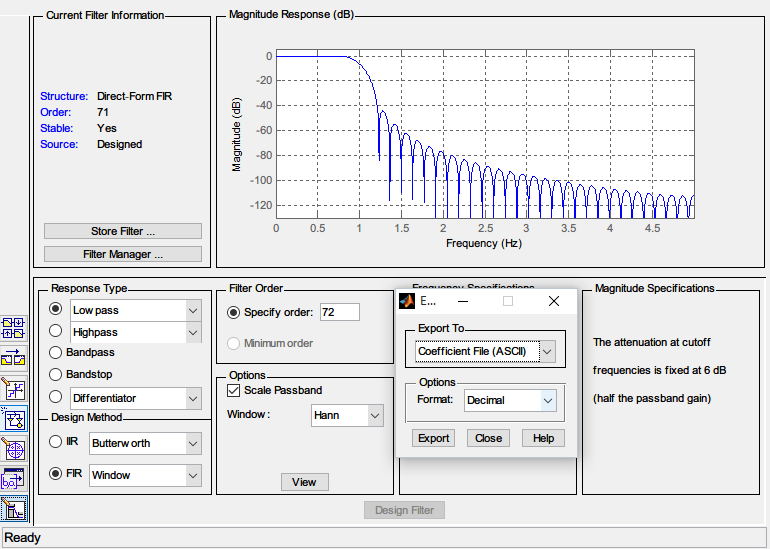 Current Filter Information
Structure: Direct-Form FIR
Order: 71
Stable: Yes
Source: Designed
Store Filter ...
Filter Manager ...
Magnitude Response (dB)
Magnitude (dB)
0
-20
-40
-60
-80
-100
-120
0 0.5 1 1.5 2 2.5 3 3.5 4 4.5
Frequency (Hz)
Response Type
Low pass
Highpass
Bandpass
Bandstop
Differentiator
Design Method
IIR Butterw orth
FIR Window
Filter Order
Specify order: 72
Minimum order
Options
Scale Passband
Window : Hann
View
Frequency Specifications
E...
Export To
Coefficient File (ASCII)
Options
Format: Decimal
Export Close Help
Magnitude Specifications
The attenuation at cutoff
frequencies is fixed at 6 dB
(half the passband gain)
Design Filter
Ready